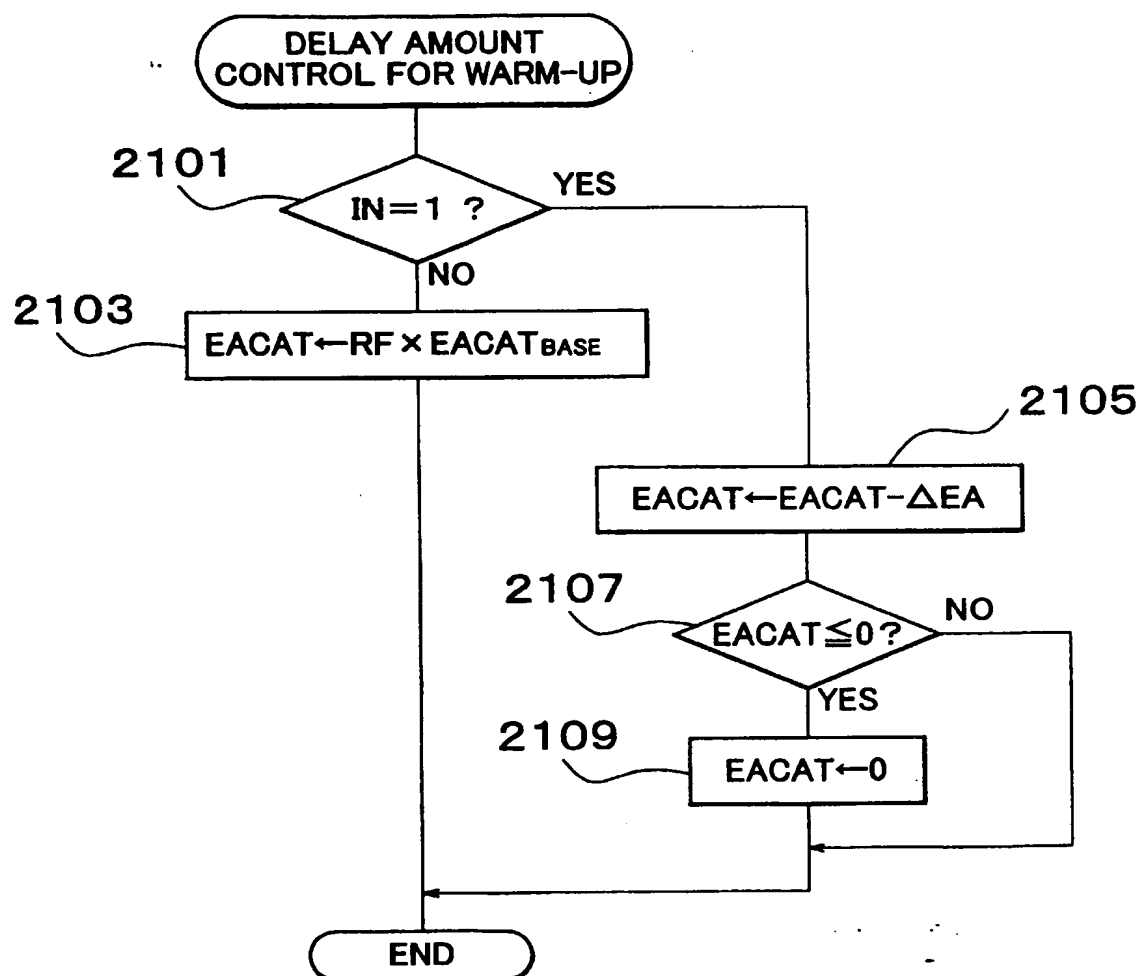 DELAY AMOUNT
CONTROL FOR WARM-UP
2101
IN=1 ?
YES
NO
2103
EACAT←RF×EACATBASE
2105
EACAT←EACAT-△EA
2107
EACAT≦0?
NO
YES
2109
EACAT←0
END